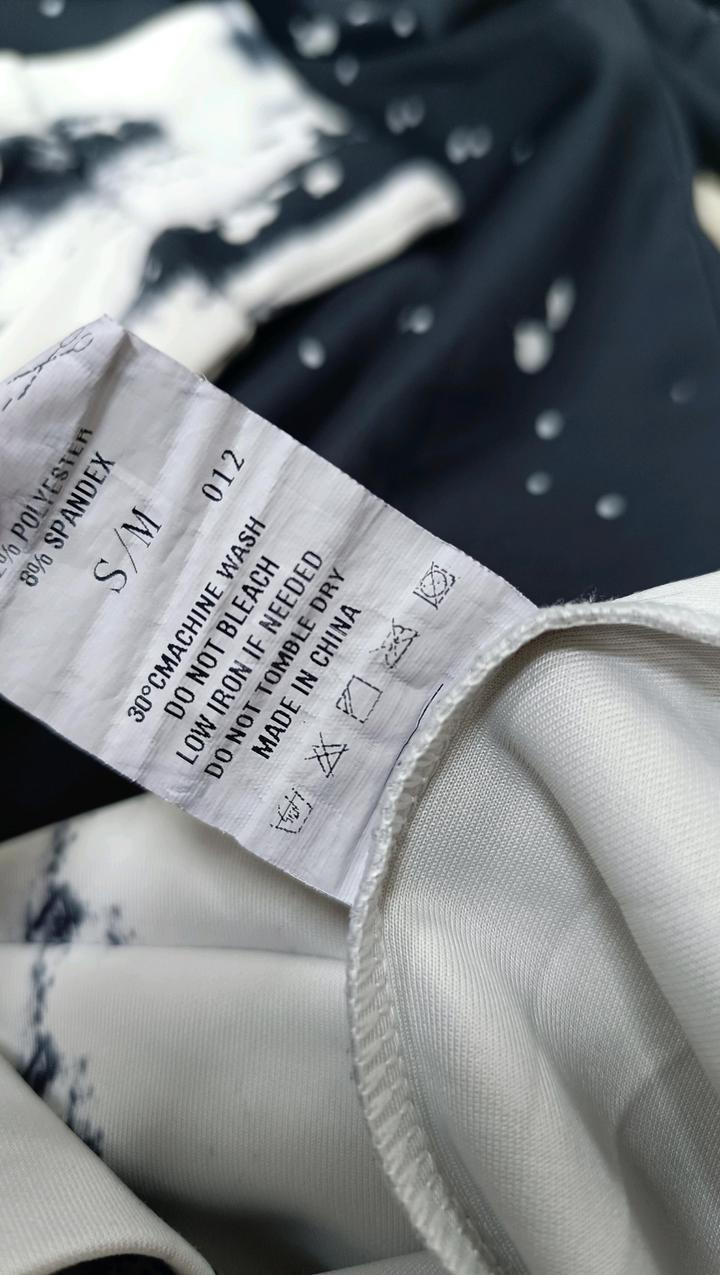 % POLYESTER
8% SPANDEX
S/M
012
30°CMACHINE WASH
DO NOT BLEACH
LOW IRON IF NEEDED
DO NOT TOMBLE DRY
MADE IN CHINA